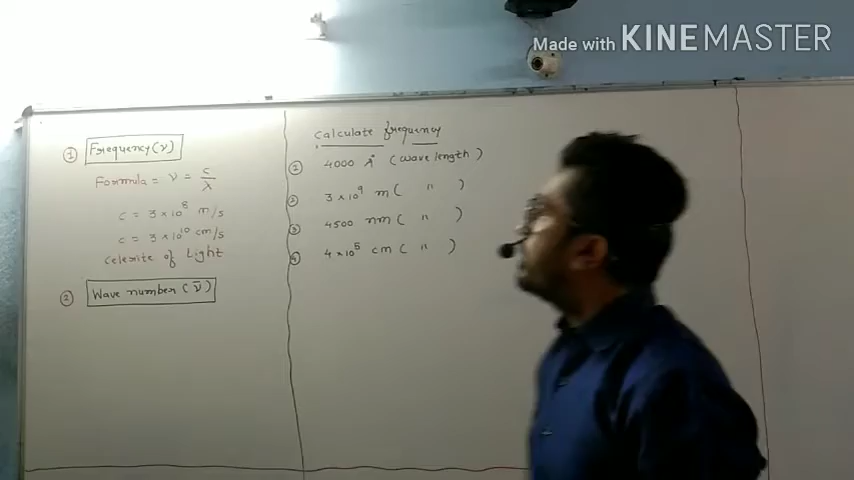 Made with KINEMASTER
① Frequency (ν)
Formula = ν = c/λ
c = 3 × 10⁸ m/s
c = 3 × 10¹⁰ cm/s
celerite of Light
② Wave number (ν̄)
Calculate frequency
① 4000 Å (wave length)
② 3 × 10⁹ m ( " )
③ 4500 nm ( " )
④ 4 × 10⁵ cm ( " )